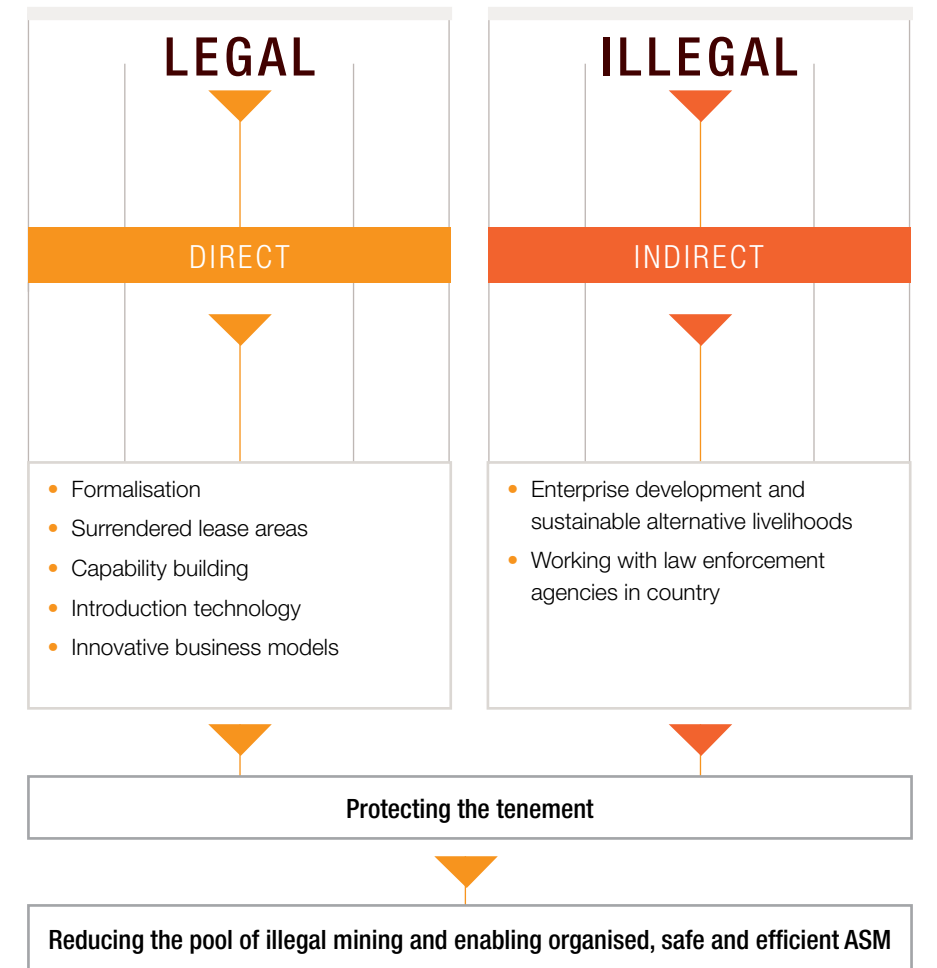 LEGAL
DIRECT
• Formalisation
• Surrendered lease areas
• Capability building
• Introduction technology
• Innovative business models
ILLEGAL
INDIRECT
• Enterprise development and
sustainable alternative livelihoods
• Working with law enforcement
agencies in country
Protecting the tenement
Reducing the pool of illegal mining and enabling organised, safe and efficient ASM